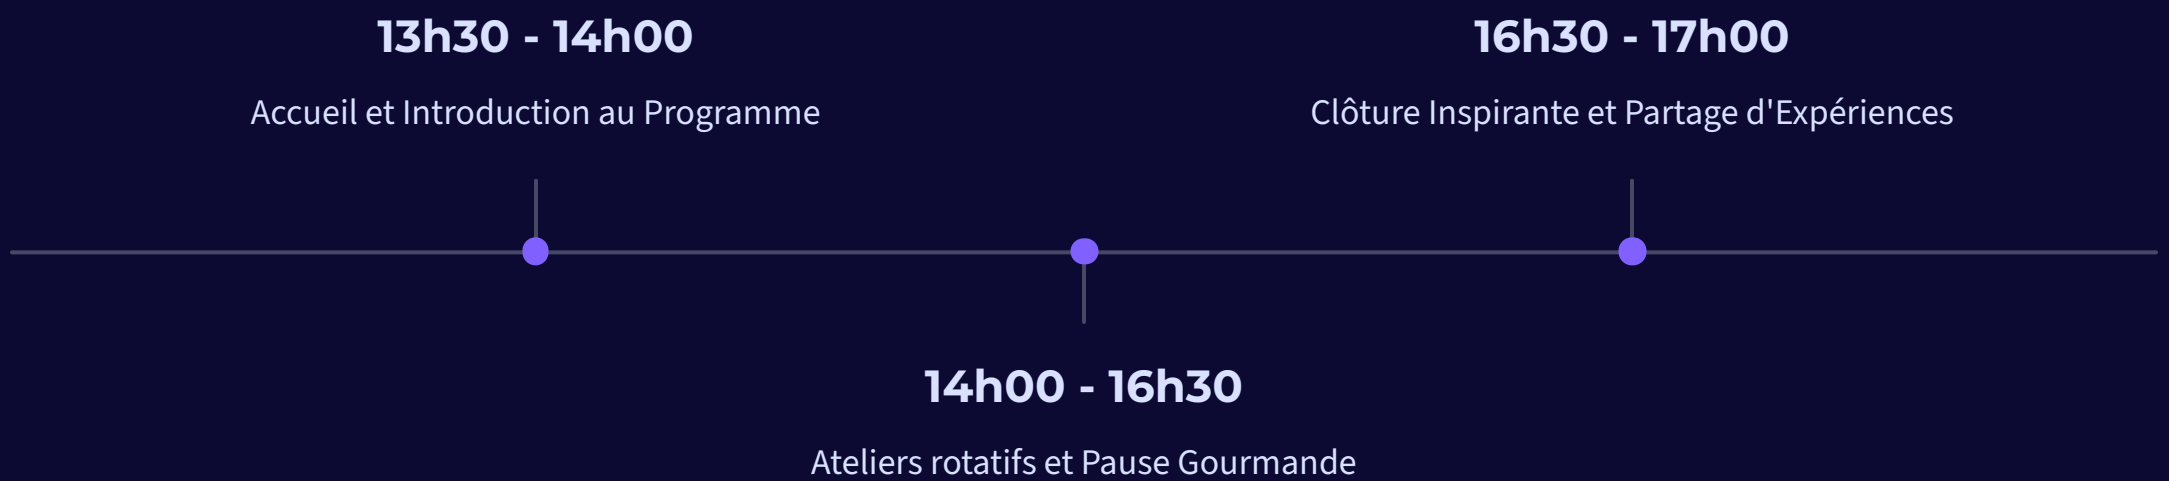 13h30 - 14h00
Accueil et Introduction au Programme
16h30 - 17h00
Clôture Inspirante et Partage d'Expériences
14h00 - 16h30
Ateliers rotatifs et Pause Gourmande